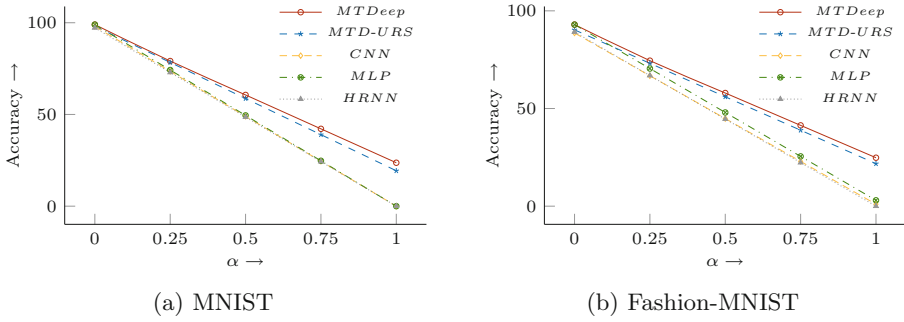 100
50
0
Accuracy →
0
0.25
0.5
0.75
1
α →
MTDeep
MTD-URS
CNN
MLP
HRNN
(a) MNIST
100
50
0
Accuracy →
0
0.25
0.5
0.75
1
α →
MTDeep
MTD-URS
CNN
MLP
HRNN
(b) Fashion-MNIST